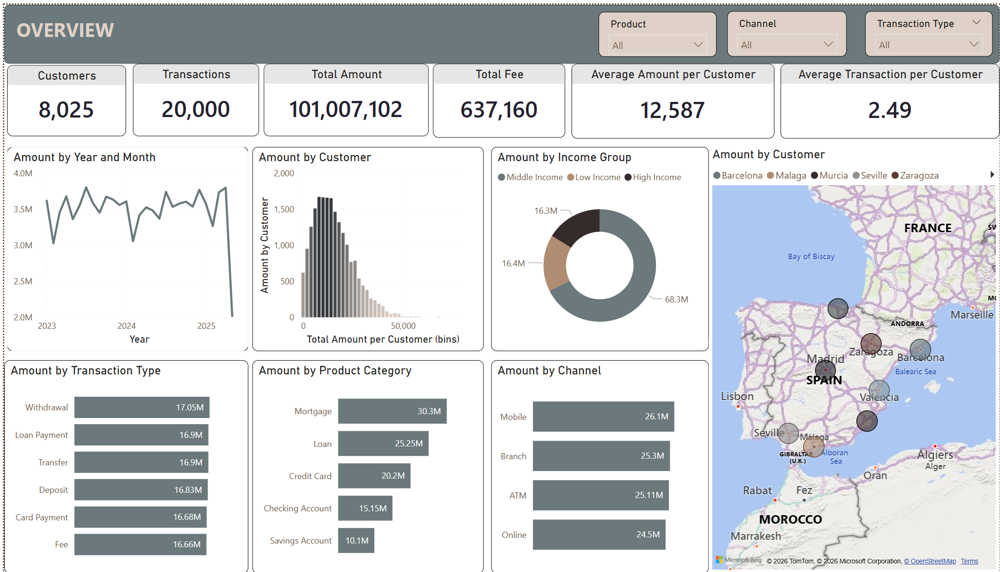 OVERVIEW
Product
All
Channel
All
Transaction Type
All
Customers
8,025
Transactions
20,000
Total Amount
101,007,102
Total Fee
637,160
Average Amount per Customer
12,587
Average Transaction per Customer
2.49
Amount by Year and Month
4.0M
3.5M
3.0M
2.5M
2.0M
2023 2024 2025
Year
Amount by Customer
Amount by Customer
2,000
1,500
1,000
500
0
0 50,000
Total Amount per Customer (bins)
Amount by Income Group
Middle Income Low Income High Income
16.3M
16.4M
68.3M
Amount by Customer
Barcelona Malaga Murcia Seville Zaragoza
FRANCE
SW
Bay of Biscay
MO
Marseille
ANDORRA
Zaragoza
Barcelona
Madrid
Balearic Sea
SPAIN
Lisbon
Valencia
Seville
Málaga
GIBRALTAR
(U.K.)
Alboran
Sea
Algiers
Alger
Oran
Rabat
Fez
MOROCCO
Marrakesh
Microsoft Bing
© 2026 TomTom, © 2026 Microsoft Corporation, © OpenStreetMap Terms
Amount by Transaction Type
Withdrawal 17.05M
Loan Payment 16.9M
Transfer 16.9M
Deposit 16.83M
Card Payment 16.68M
Fee 16.66M
Amount by Product Category
Mortgage 30.3M
Loan 25.25M
Credit Card 20.2M
Checking Account 15.15M
Savings Account 10.1M
Amount by Channel
Mobile 26.1M
Branch 25.3M
ATM 25.11M
Online 24.5M